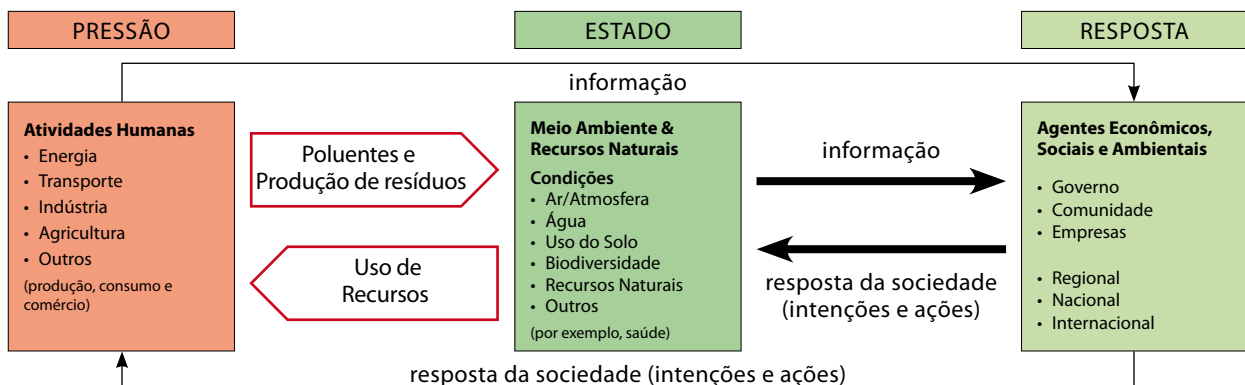 PRESSÃO
ESTADO
RESPOSTA
informação
Atividades Humanas
• Energia
• Transporte
• Indústria
• Agricultura
• Outros
(produção, consumo e
comércio)
Poluentes e
Produção de resíduos
Uso de
Recursos
Meio Ambiente &
Recursos Naturais
Condições
• Ar/Atmosfera
• Água
• Uso do Solo
• Biodiversidade
• Recursos Naturais
• Outros
(por exemplo, saúde)
informação
resposta da sociedade
(intenções e ações)
Agentes Econômicos,
Sociais e Ambientais
• Governo
• Comunidade
• Empresas
• Regional
• Nacional
• Internacional
resposta da sociedade (intenções e ações)